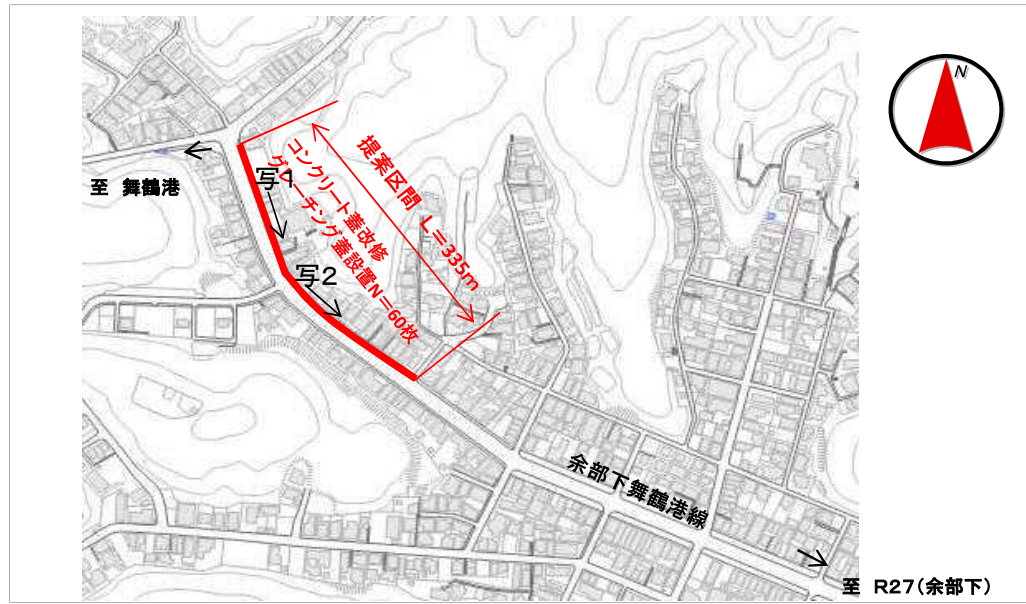 N
至 舞鶴港
写1
写2
提案区間 L=335m
コンクリート蓋改修
グレーチング蓋設置N=60枚
余部下舞鶴港線
至 R27(余部下)